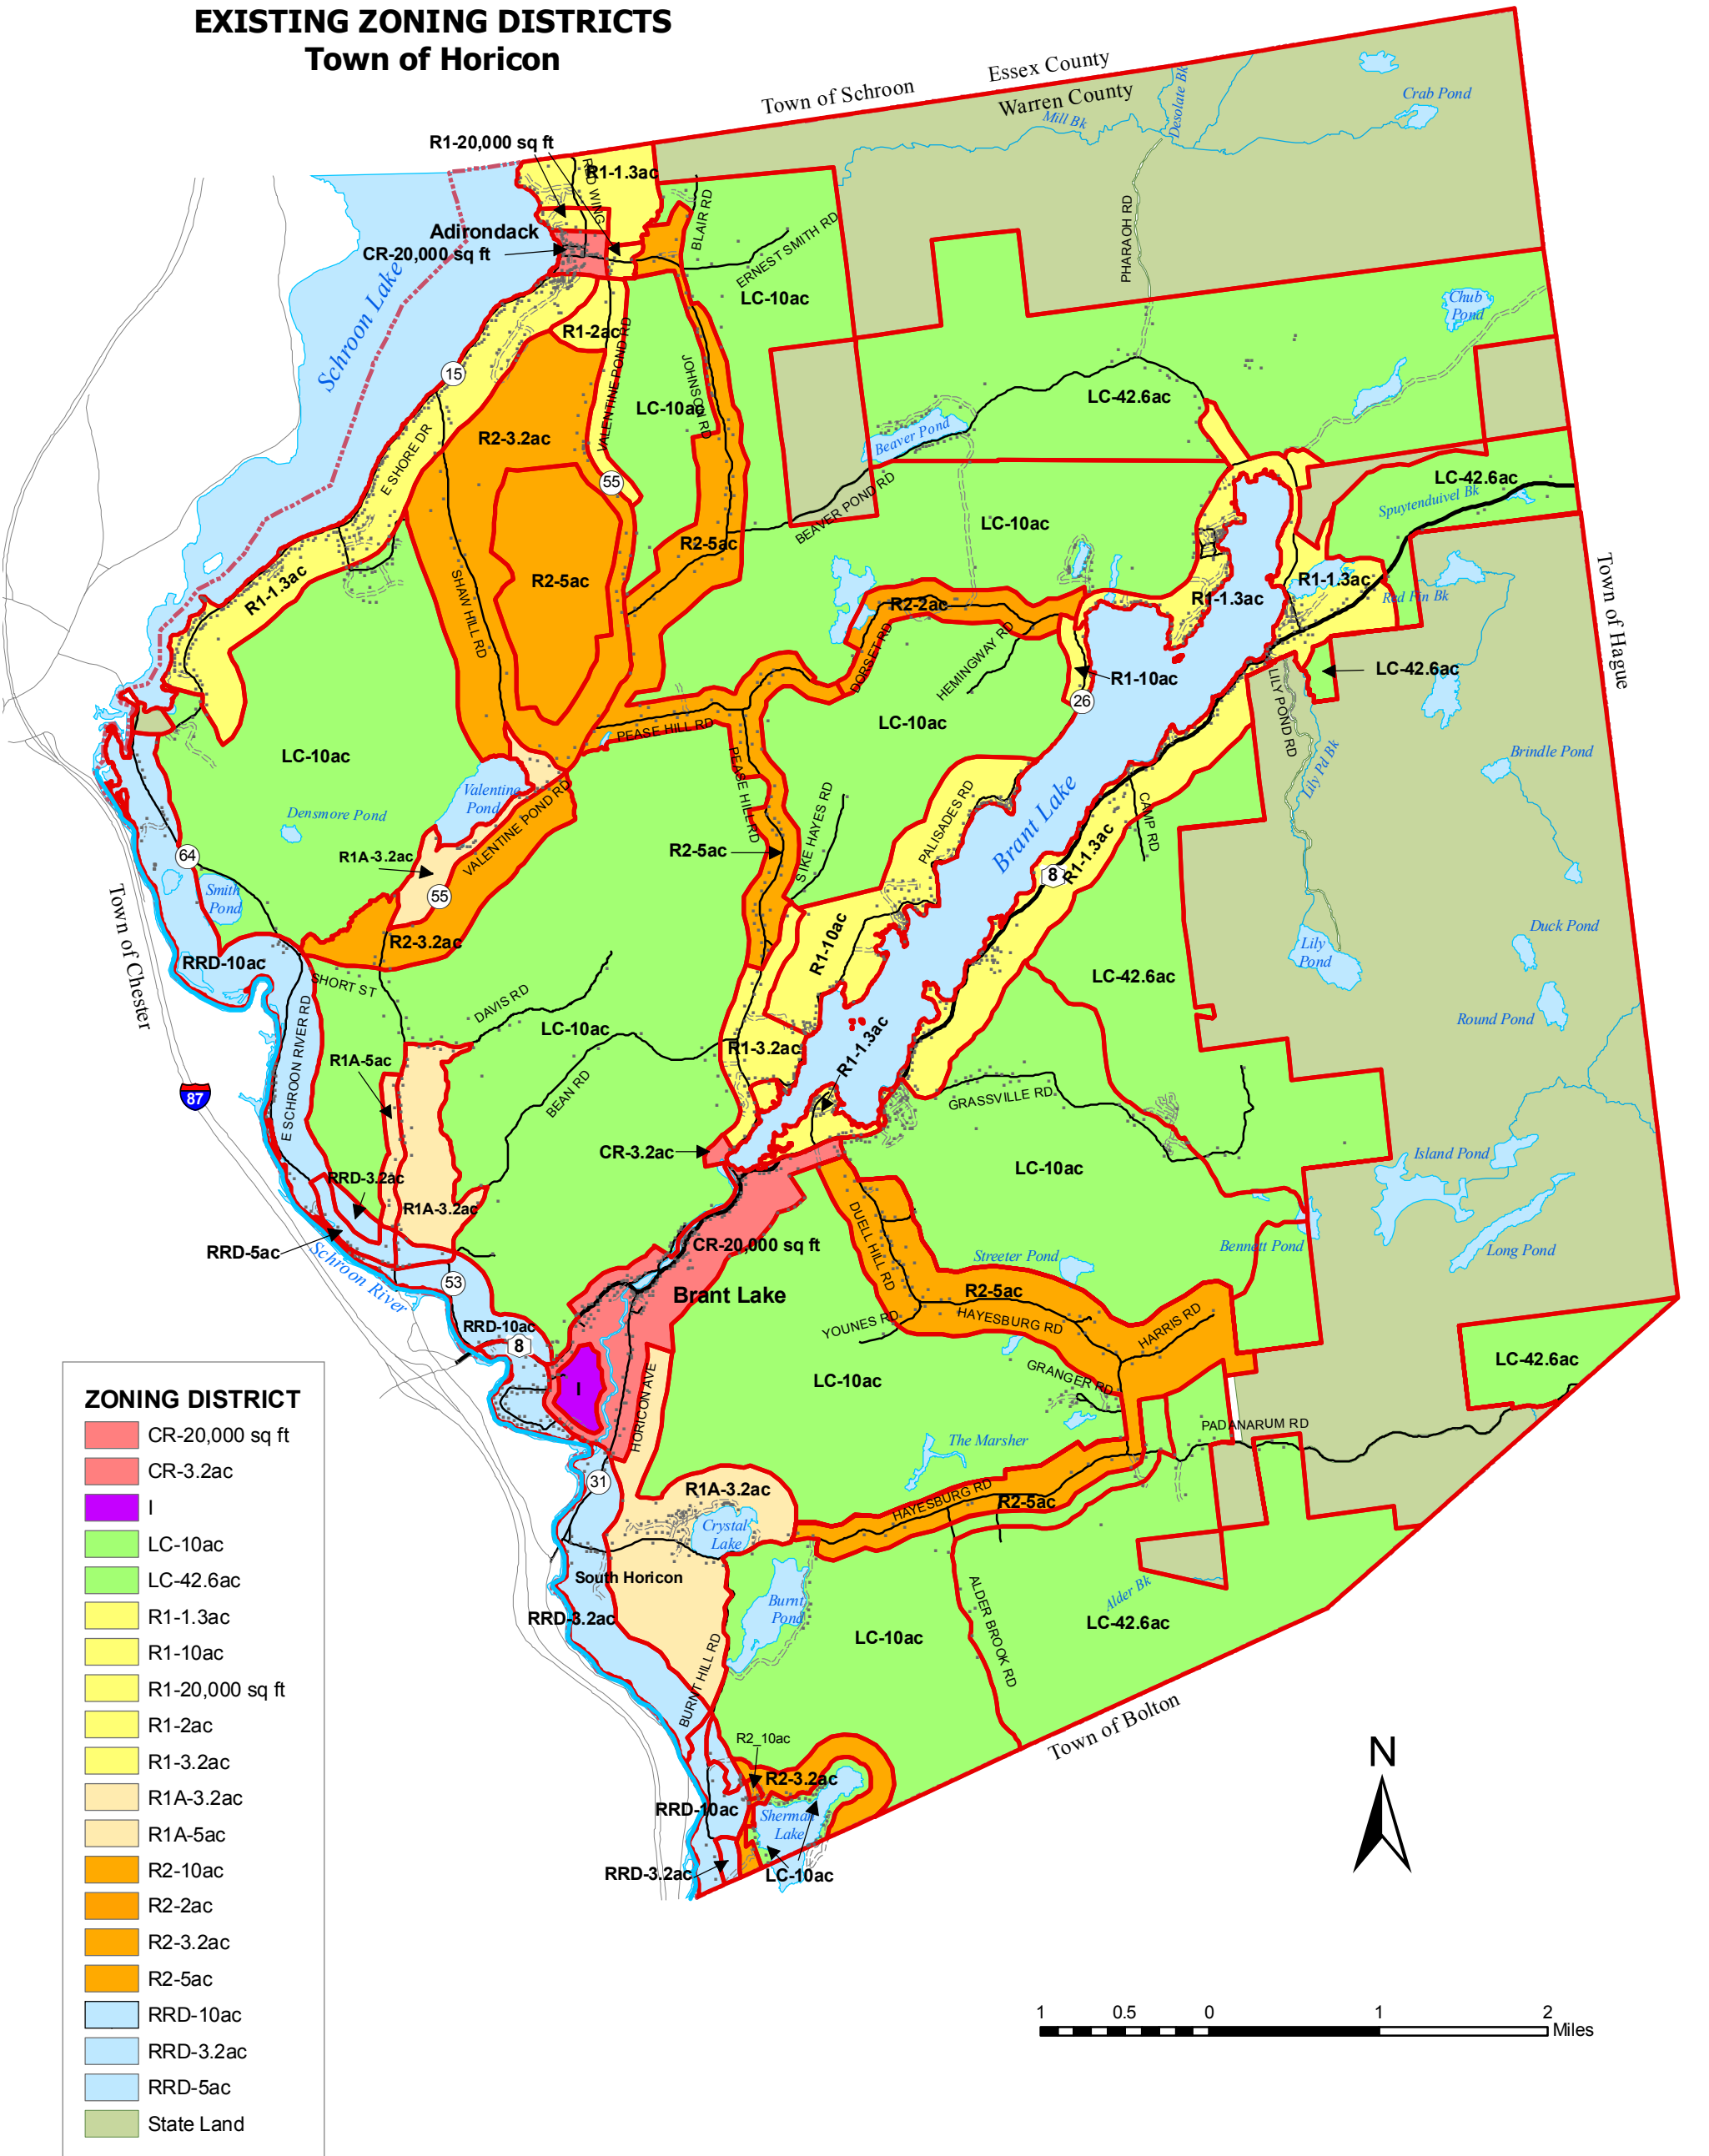 EXISTING ZONING DISTRICTS
Town of Horicon
Town of Schroon
Essex County
Warren County
Mill Bk
Desolate Bk
Crab Pond
R1-20,000 sq ft
RED WING
R1-1.3ac
BLAIR RD
ERNEST SMITH RD
PHARAOH RD
Adirondack
CR-20,000 sq ft
LC-10ac
Schroon Lake
Chub
Pond
R1-2ac
15
VALENTINE POND RD
JOHNSON RD
LC-10ac
LC-42.6ac
R2-3.2ac
E SHORE DR
Beaver Pond
55
LC-42.6ac
Spuytenduivel Bk
BEAVER POND RD
LC-10ac
R2-5ac
R2-5ac
Town of Hague
R1-1.3ac
SHAW HILL RD
R2-2ac
R1-1.3ac
R1-1.3ac
Red Fin Bk
DORSET RD
HEMINGWAY RD
R1-10ac
LC-42.6ac
26
LILY POND RD
LC-10ac
PEASE HILL RD
PEASE HILL RD
LC-10ac
Brindle Pond
Lily Pd Bk
Valentine
Pond
Densmore Pond
VALENTINE POND RD
SIKE HAYES RD
PALISADES RD
Brant Lake
CAMP RD
R1A-3.2ac
64
R2-5ac
55
8
R1-1.3ac
Smith
Pond
Town of Chester
R2-3.2ac
R1-10ac
Duck Pond
Lily
Pond
RRD-10ac
SHORT ST
LC-42.6ac
DAVIS RD
E SCHROON RIVER RD
LC-10ac
Round Pond
R1-3.2ac
R1-1.3ac
R1A-5ac
87
BEAN RD
GRASSVILLE RD
CR-3.2ac
Island Pond
LC-10ac
RRD-3.2ac
R1A-3.2ac
DUELL HILL RD
RRD-5ac
CR-20,000 sq ft
Streeter Pond
Bennett Pond
Long Pond
Schroon River
53
Brant Lake
R2-5ac
RRD-10ac
8
YOUNES RD
HAYESBURG RD
HARRIS RD
GRANGER RD
LC-42.6ac
I
LC-10ac
HORICON AVE
PADANARUM RD
The Marsher
31
R1A-3.2ac
HAYESBURG RD
R2-5ac
Crystal
Lake
South Horicon
Burnt
Pond
RRD-3.2ac
ALDER BROOK RD
Alder Bk
LC-42.6ac
LC-10ac
BURNT HILL RD
Town of Bolton
R2_10ac
R2-3.2ac
RRD-10ac
Sherman
Lake
RRD-3.2ac
LC-10ac
N
ZONING DISTRICT
CR-20,000 sq ft
CR-3.2ac
I
LC-10ac
LC-42.6ac
R1-1.3ac
R1-10ac
R1-20,000 sq ft
R1-2ac
R1-3.2ac
R1A-3.2ac
R1A-5ac
R2-10ac
R2-2ac
R2-3.2ac
R2-5ac
RRD-10ac
RRD-3.2ac
RRD-5ac
State Land
1 0.5 0 1 2
Miles